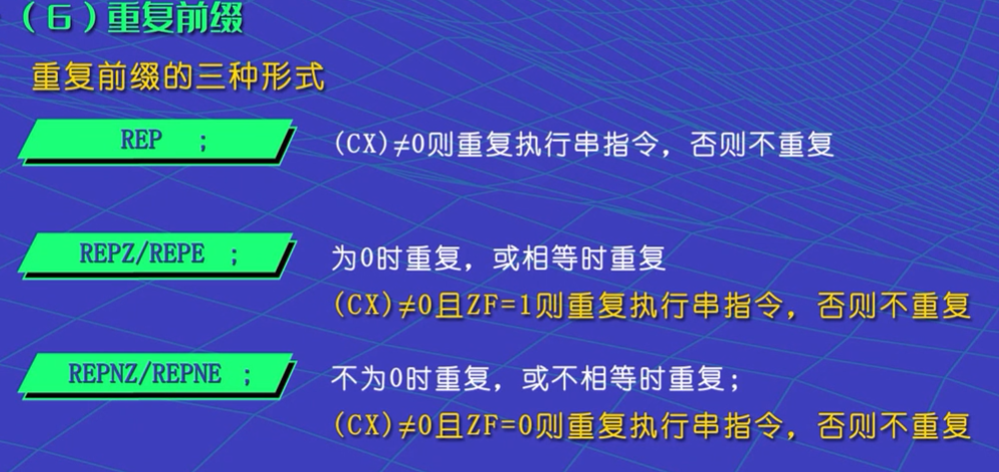 （6）重复前缀
重复前缀的三种形式
REP ; (CX)≠0则重复执行串指令，否则不重复
REPZ/REPE ; 为0时重复，或相等时重复
(CX)≠0且ZF=1则重复执行串指令，否则不重复
REPNZ/REPNE ; 不为0时重复，或不相等时重复；
(CX)≠0且ZF=0则重复执行串指令，否则不重复